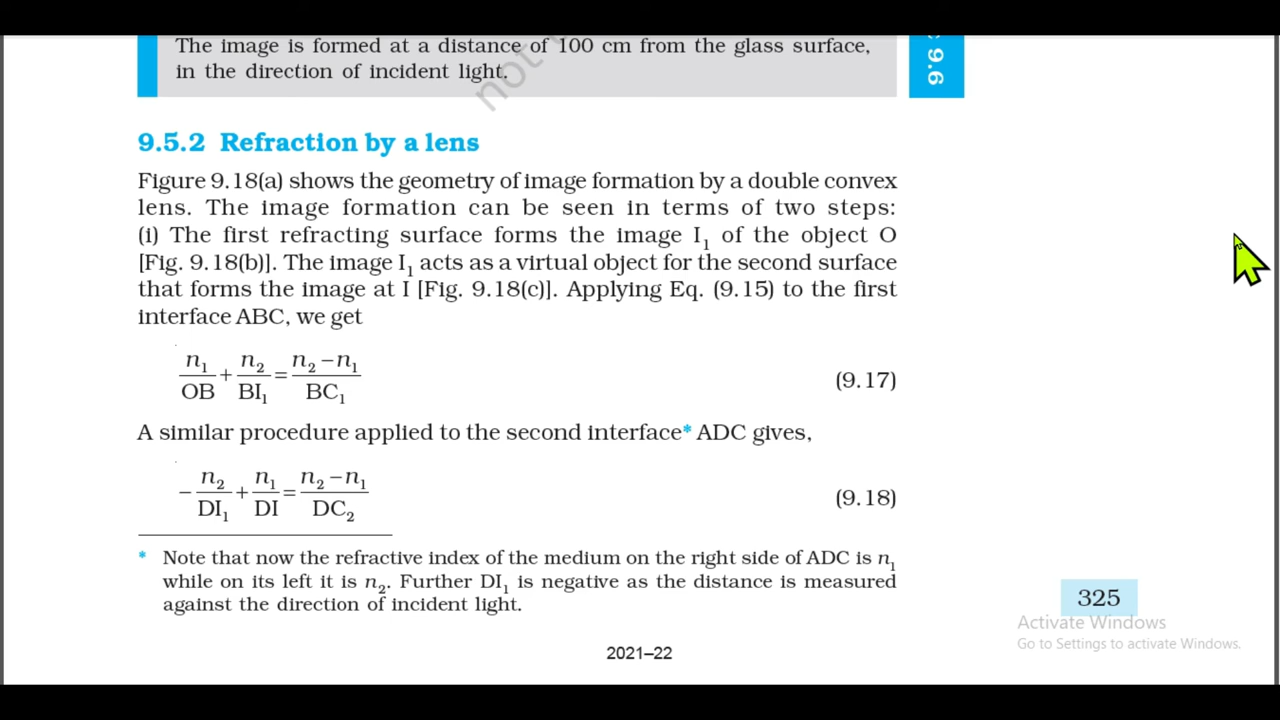 The image is formed at a distance of 100 cm from the glass surface,
in the direction of incident light.
not
9.6
9.5.2 Refraction by a lens
Figure 9.18(a) shows the geometry of image formation by a double convex
lens. The image formation can be seen in terms of two steps:
(i) The first refracting surface forms the image I₁ of the object O
[Fig. 9.18(b)]. The image I₁ acts as a virtual object for the second surface
that forms the image at I [Fig. 9.18(c)]. Applying Eq. (9.15) to the first
interface ABC, we get
n₁/OB + n₂/BI₁ = n₂ − n₁/BC₁ (9.17)
A similar procedure applied to the second interface* ADC gives,
− n₂/DI₁ + n₁/DI = n₂ − n₁/DC₂ (9.18)
* Note that now the refractive index of the medium on the right side of ADC is n₁
while on its left it is n₂. Further DI₁ is negative as the distance is measured
against the direction of incident light.
325
Activate Windows
Go to Settings to activate Windows.
2021–22